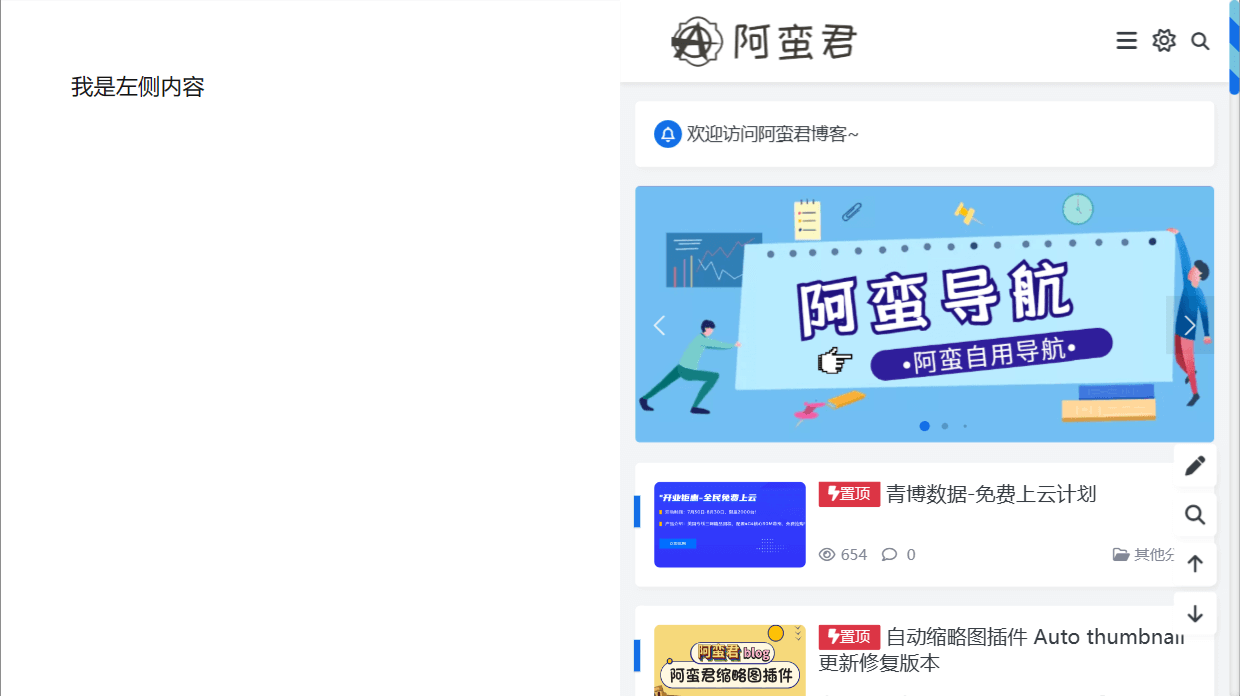 我是左侧内容
阿蛮君
欢迎访问阿蛮君博客~
阿蛮导航
•阿蛮自用导航•
置顶 青博数据-免费上云计划
"开业钜惠-全民免费上云
654 0 其他分
置顶 自动缩略图插件 Auto thumbnail
更新修复版本
阿蛮君 blog
阿蛮君缩略图插件